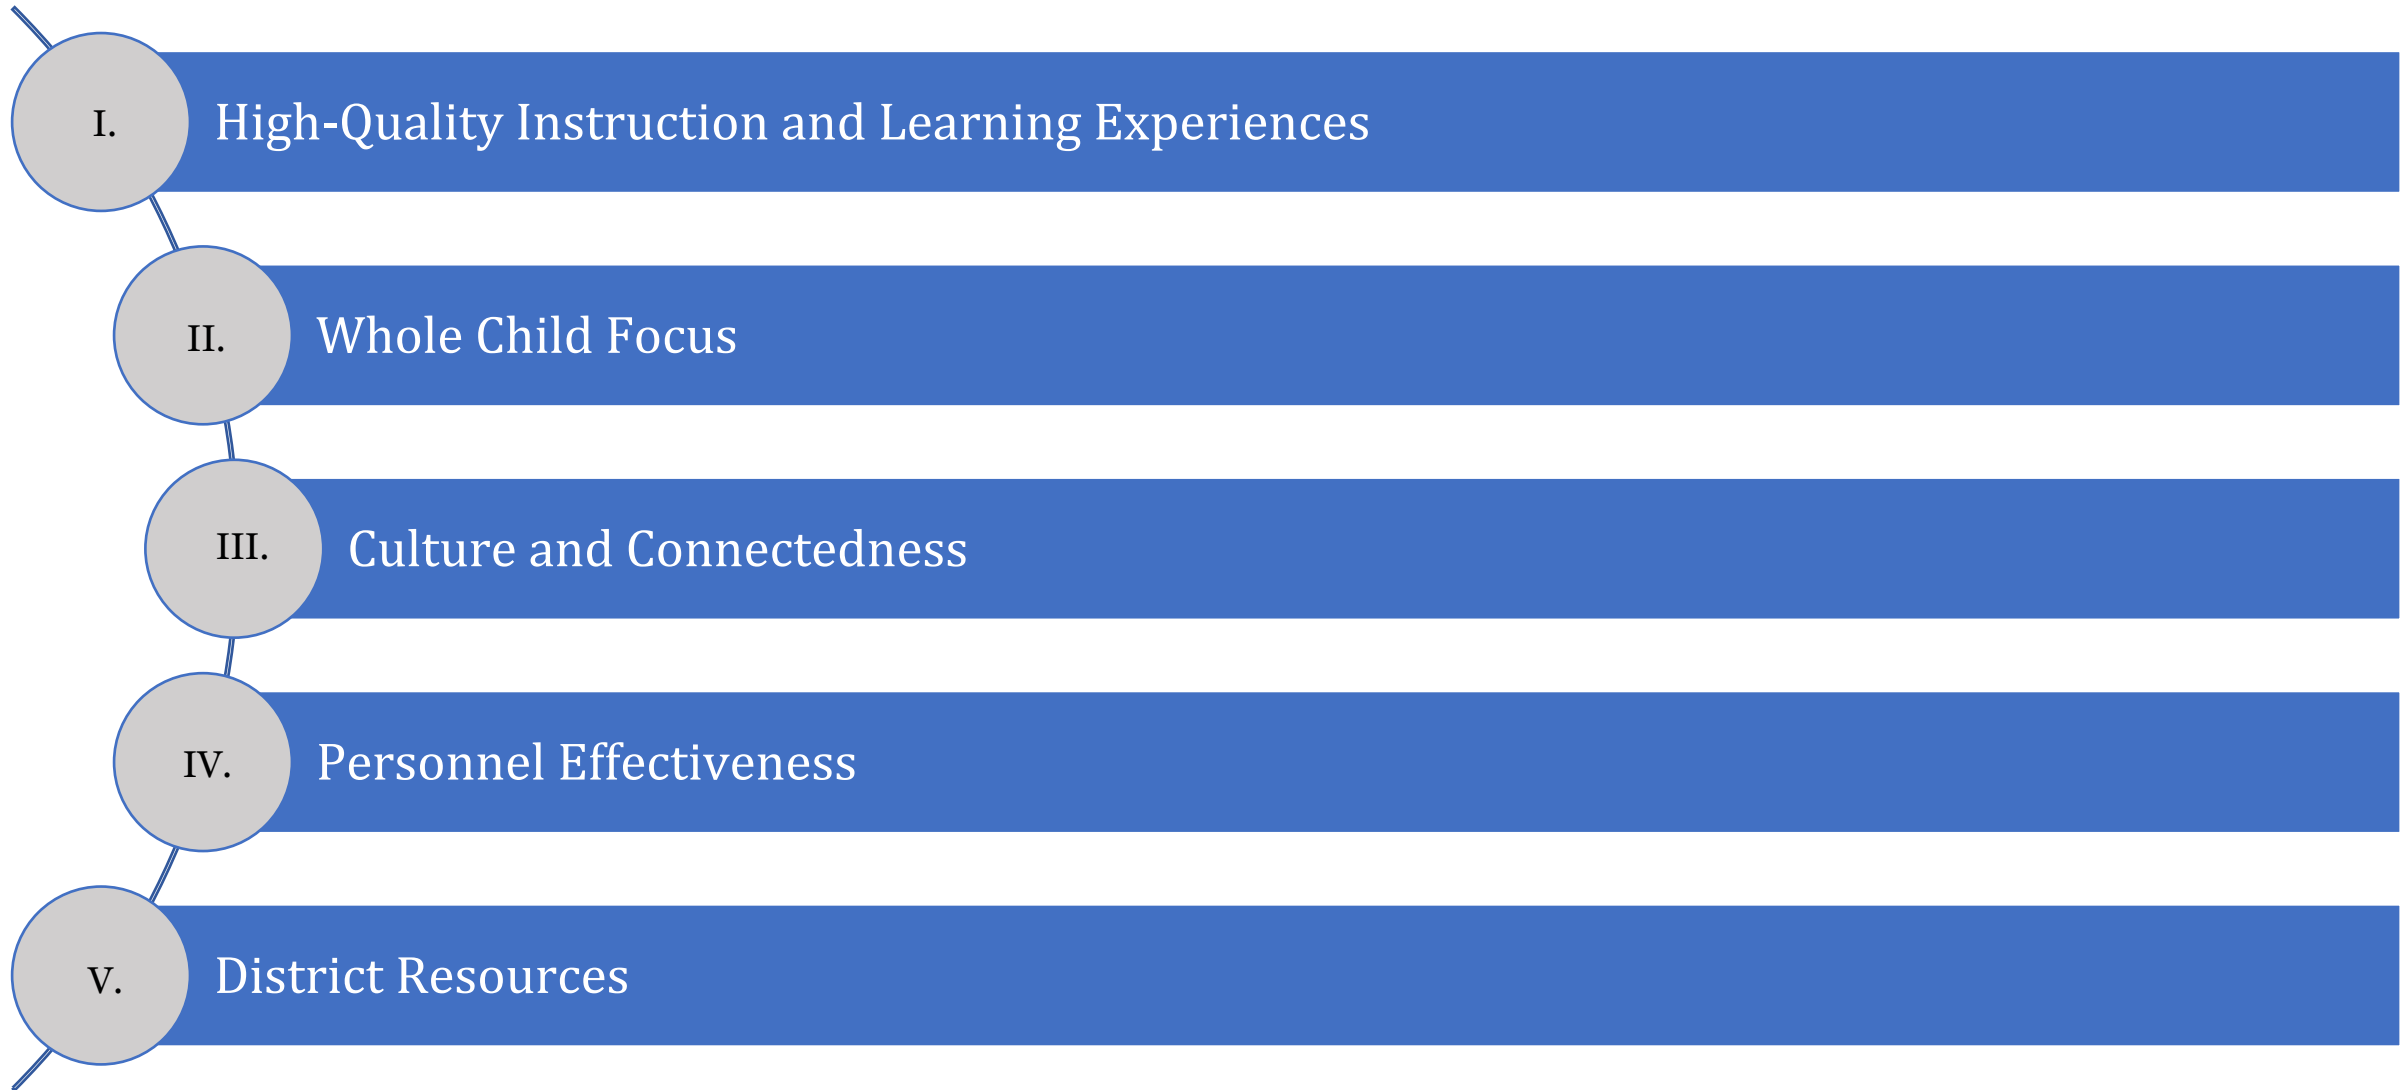 I. High-Quality Instruction and Learning Experiences
II. Whole Child Focus
III. Culture and Connectedness
IV. Personnel Effectiveness
V. District Resources